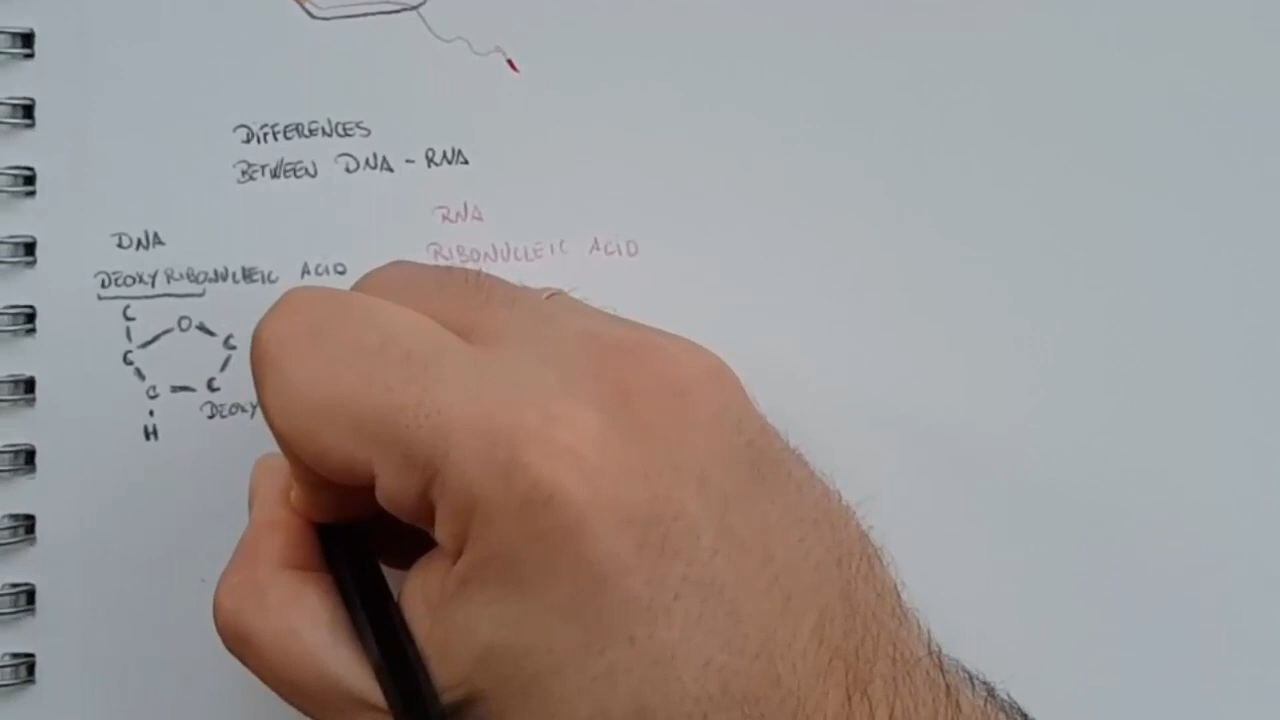 DIFFERENCES
BETWEEN DNA - RNA
RNA
RIBONUCLEIC ACID
DNA
DEOXYRIBONUCLEIC ACID
C
O
C
C
C C
DEOXY
H